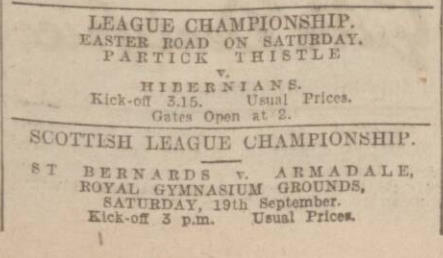 LEAGUE CHAMPIONSHIP.
EASTER ROAD ON SATURDAY.
PARTICK THISTLE
v.
HIBERNIANS.
Kick-off 3.15. Usual Prices.
Gates Open at 2.
SCOTTISH LEAGUE CHAMPIONSHIP.
ST BERNARDS v. ARMADALE,
ROYAL GYMNASIUM GROUNDS,
SATURDAY, 19th September.
Kick-off 3 p.m. Usual Prices.